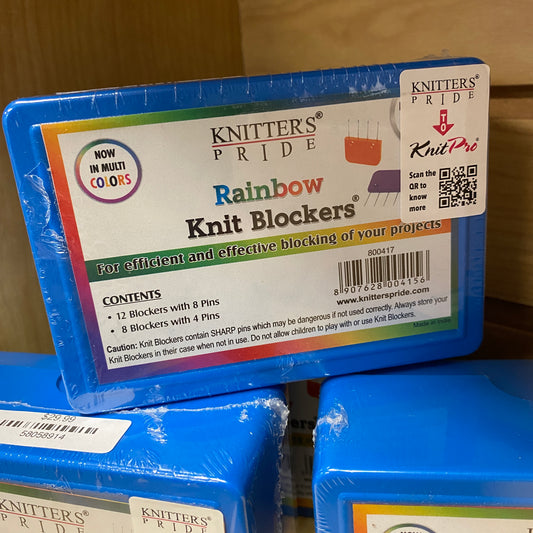 KNITTER'S®
PRIDE
NOW
IN MULTI
COLORS
Rainbow
Knit Blockers®
For efficient and effective blocking of your projects
CONTENTS
• 12 Blockers with 8 Pins
• 8 Blockers with 4 Pins
800417
8 907628 004156
www.knitterspride.com
Caution: Knit Blockers contain SHARP pins which may be dangerous if not used correctly. Always store your
Knit Blockers in their case when not in use. Do not allow children to play with or use Knit Blockers.
Made in India
KNITTER'S®
PRIDE
TO
KnitPro®
Scan the
QR to
know
more
$29.99
58058914
KNITTER'S
PRIDE
KNITTER'S®
PRIDE
KNITTER'S
NOW